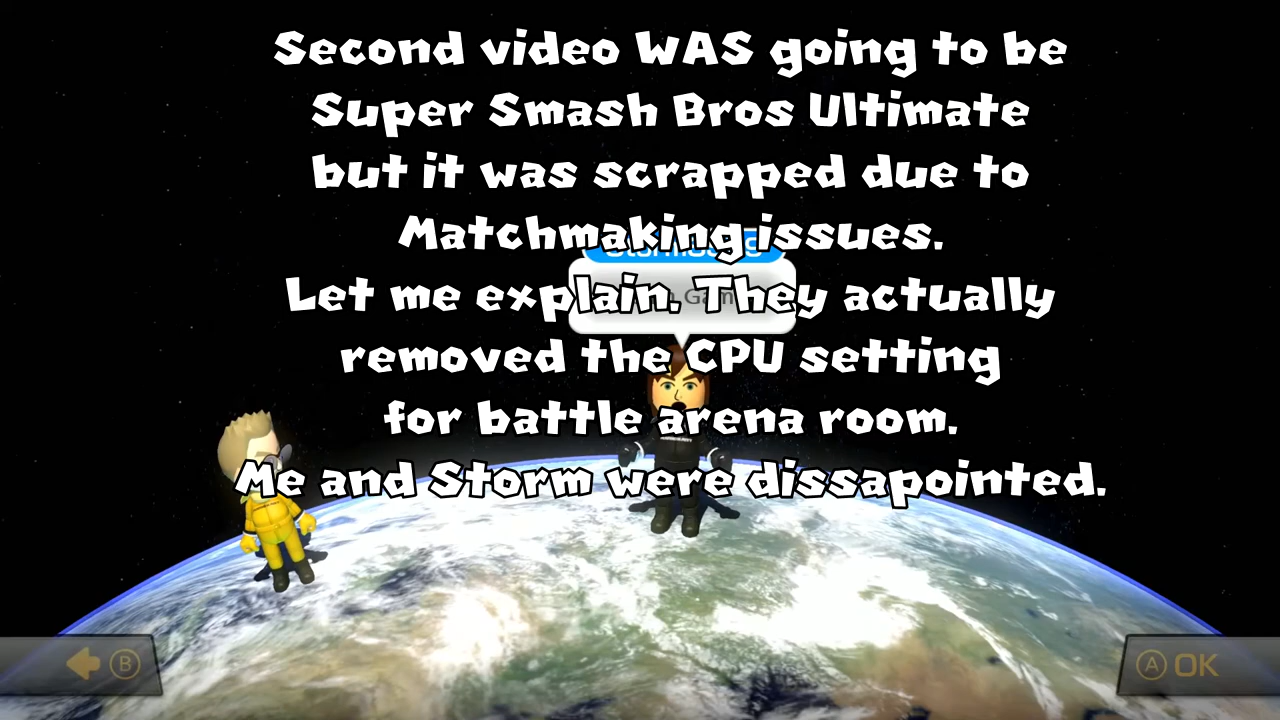 Second video WAS going to be
Super Smash Bros Ultimate
but it was scrapped due to
Matchmaking issues.
Let me explain. They actually
removed the CPU setting
for battle arena room.
Me and Storm were dissapointed.
B
A OK